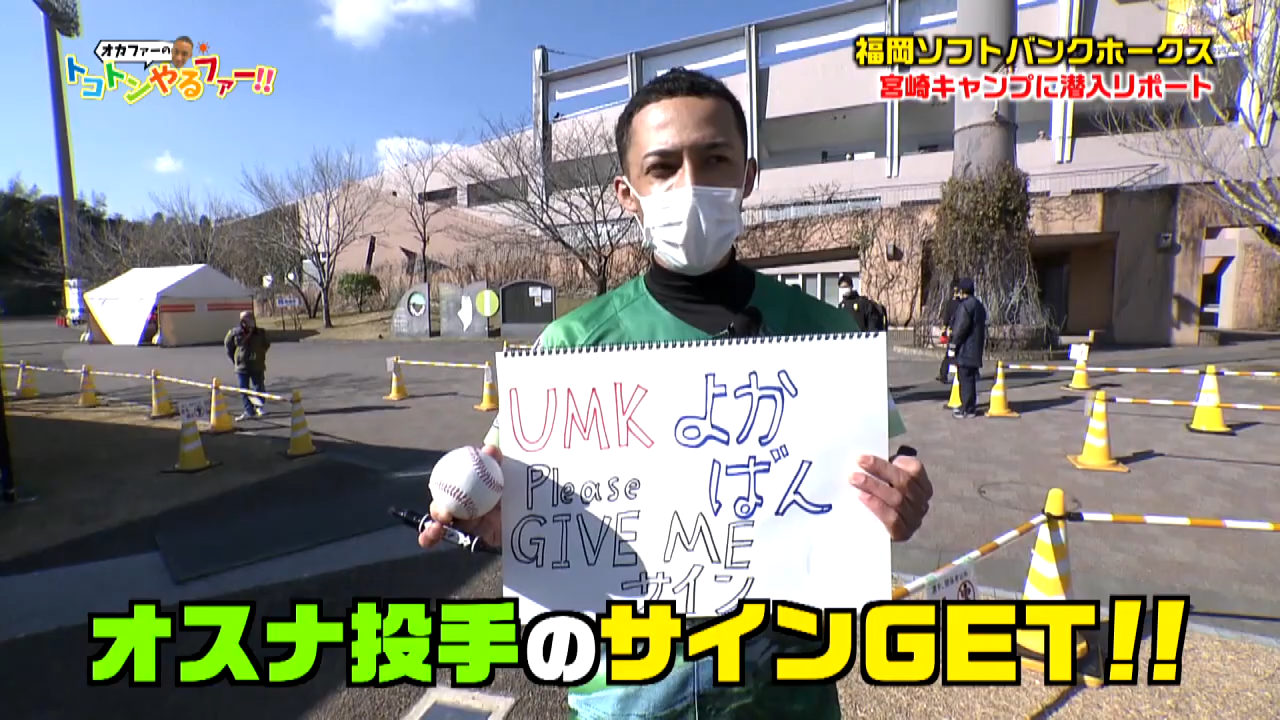 オカファーの
トコトンやるファー!!
福岡ソフトバンクホークス
宮崎キャンプに潜入リポート
UMK よか
ばん
Please
GIVE ME
サイン
オスナ投手のサインGET!!